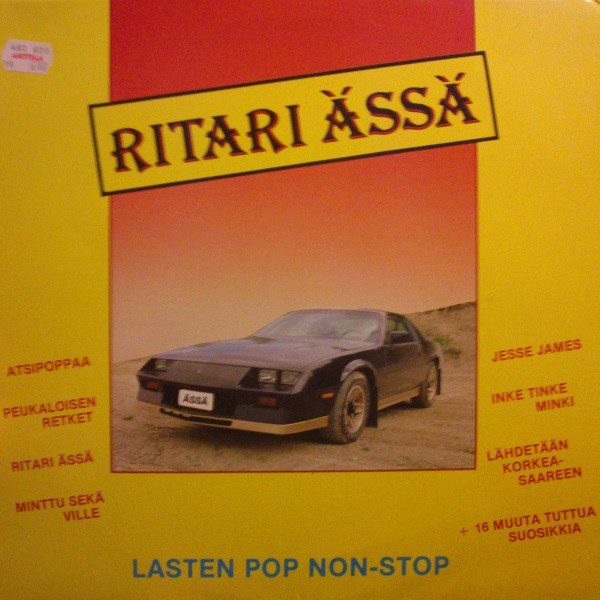 RITARI ÄSSÄ
ÄSSÄ
ATSIPOPPAA
PEUKALOISEN
RETKET
RITARI ÄSSÄ
MINTTU SEKÄ
VILLE
JESSE JAMES
INKE TINKE
MINKI
LÄHDETÄÄN
KORKEA-
SAAREEN
+ 16 MUUTA TUTTUA
SUOSIKKIA
LASTEN POP NON-STOP